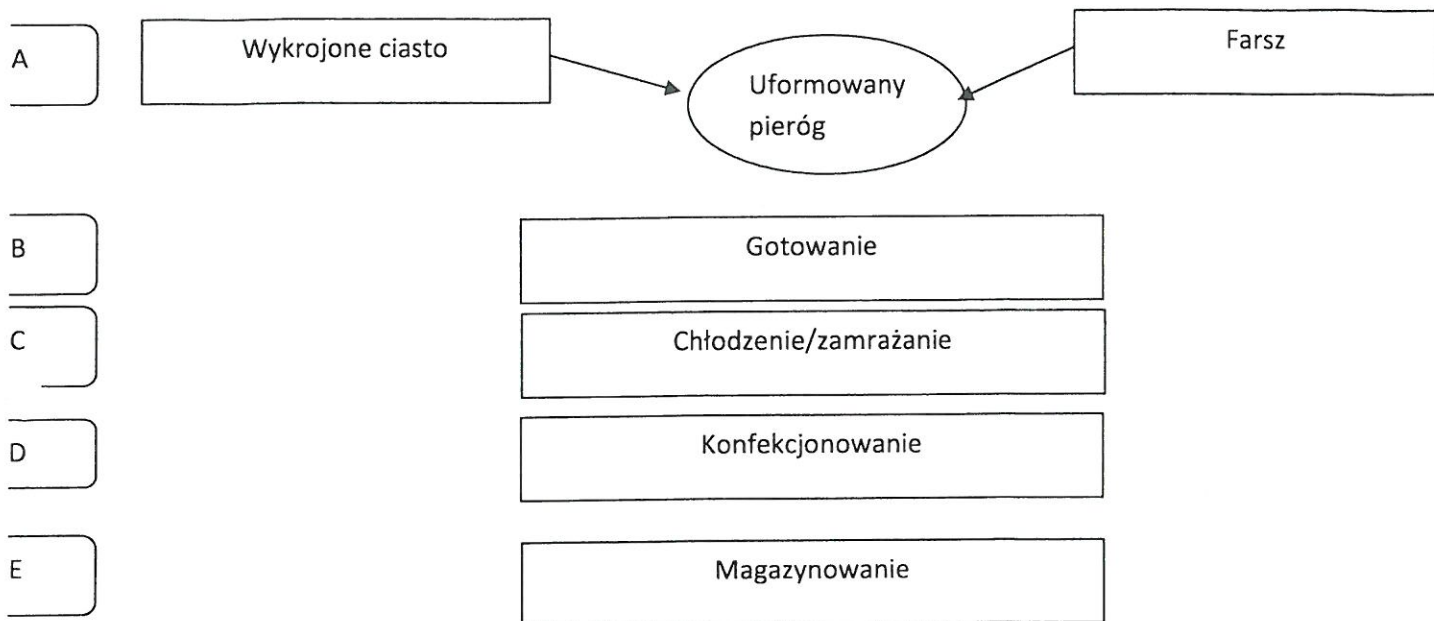 A
Wykrojone ciasto
Uformowany
pieróg
Farsz
B
Gotowanie
C
Chłodzenie/zamrażanie
D
Konfekcjonowanie
E
Magazynowanie